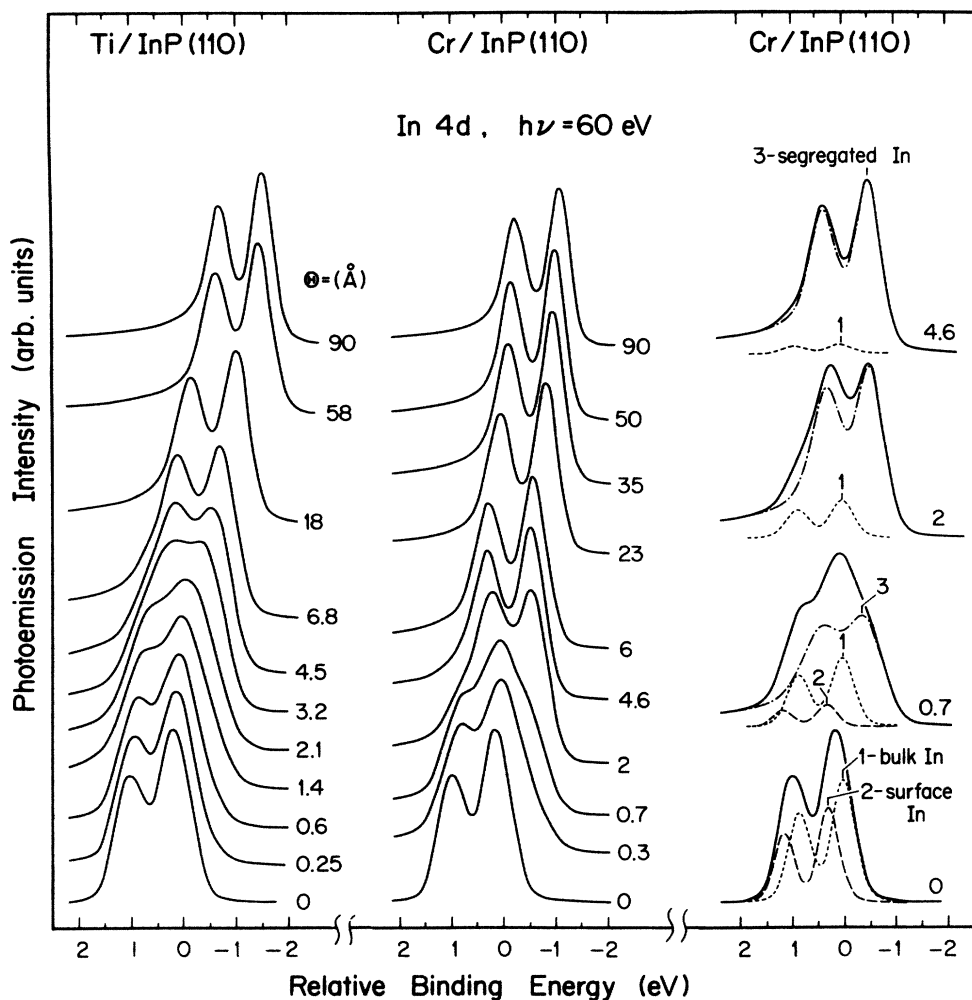 Ti/InP(110)
Cr/InP(110)
Cr/InP(110)
In 4d, hν=60 eV
Photoemission Intensity (arb. units)
Θ=(Å)
90
58
18
6.8
4.5
3.2
2.1
1.4
0.6
0.25
0
90
50
35
23
6
4.6
2
0.7
0.3
0
3-segregated In
1
4.6
1
2
3
1
2
0.7
1-bulk In
2-surface
In
0
2 1 0 -1 -2
2 1 0 -1 -2
2 1 0 -1 -2
Relative Binding Energy (eV)